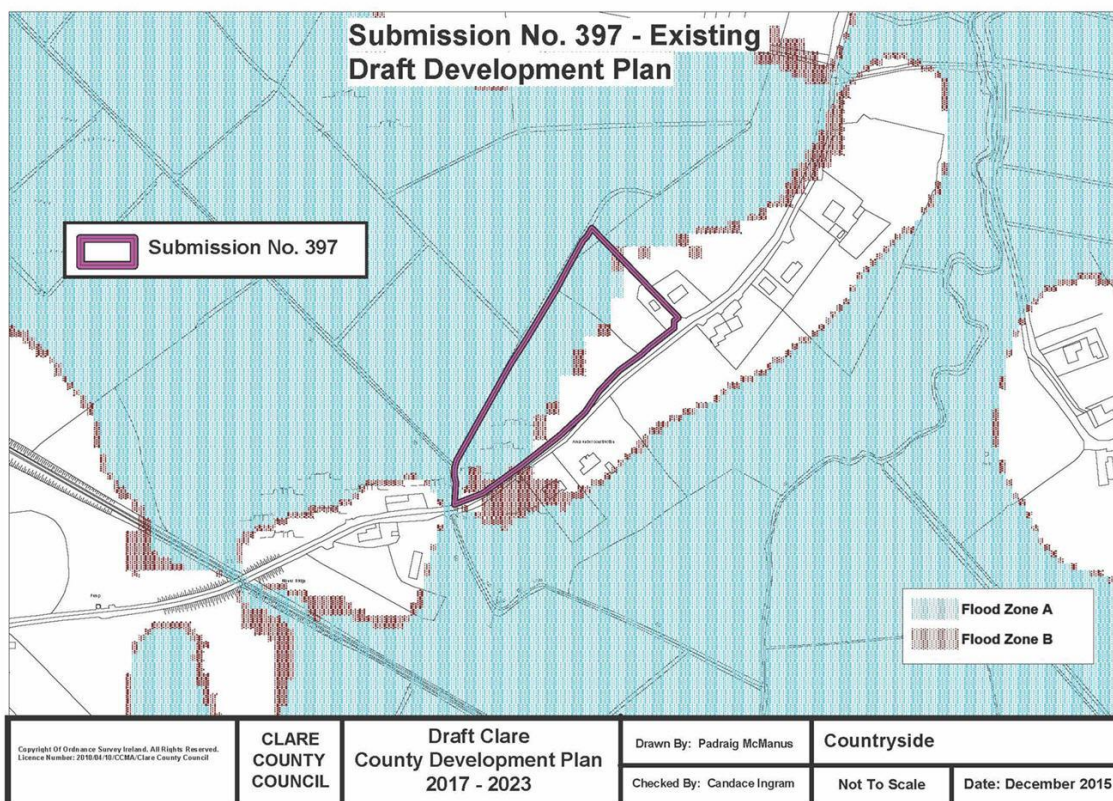 Submission No. 397 - Existing
Draft Development Plan
Submission No. 397
Flood Zone A
Flood Zone B
Copyright Of Ordnance Survey Ireland. All Rights Reserved.
Licence Number: 2010/04/10/CCMA/Clare County Council
CLARE
COUNTY
COUNCIL
Draft Clare
County Development Plan
2017 - 2023
Drawn By: Padraig McManus
Checked By: Candace Ingram
Countryside
Not To Scale
Date: December 2015